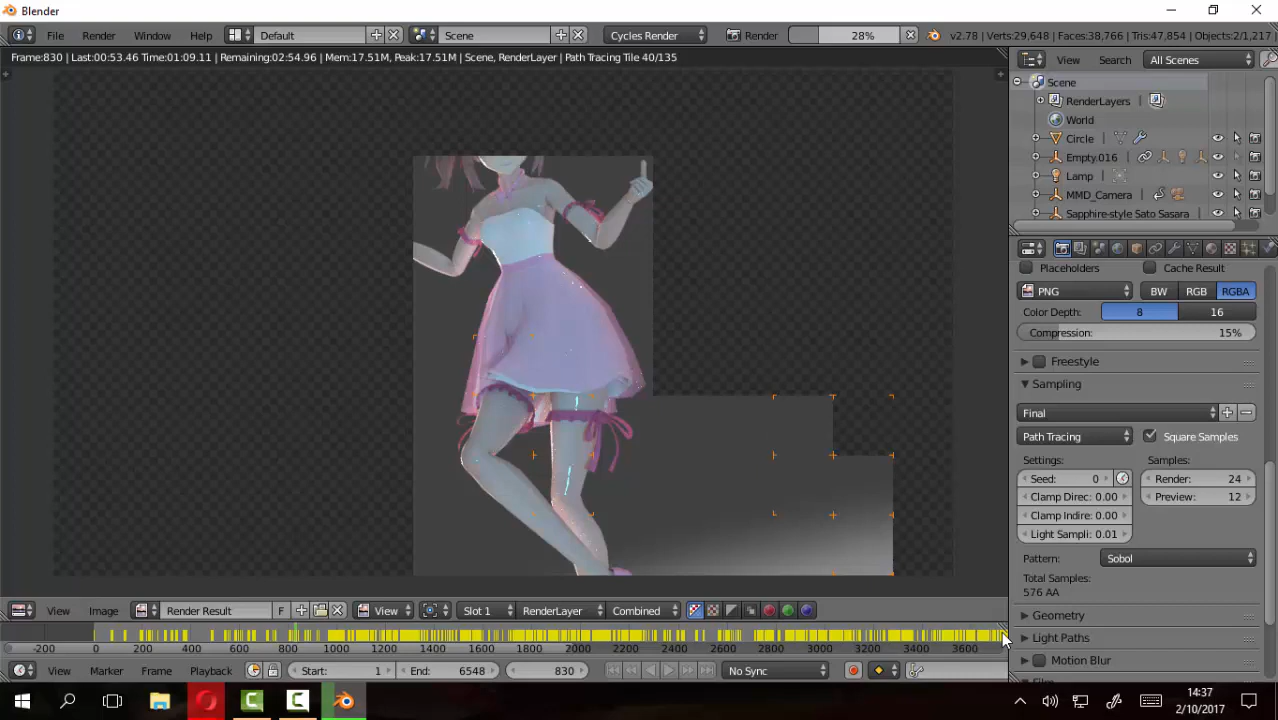 Blender
File Render Window Help Default Scene Cycles Render Render 28% v2.78 | Verts:29,648 | Faces:38,766 | Tris:47,854 | Objects:2/1,217
Frame:830 | Last:00:53.46 Time:01:09.11 | Remaining:02:54.96 | Mem:17.51M, Peak:17.51M | Scene, RenderLayer | Path Tracing Tile 40/135
View Search All Scenes
Scene
RenderLayers
World
Circle
Empty.016
Lamp
MMD_Camera
Sapphire-style Sato Sasara
Placeholders Cache Result
PNG BW RGB RGBA
Color Depth: 8 16
Compression: 15%
Freestyle
Sampling
Final
Path Tracing Square Samples
Settings: Samples:
Seed: 0 Render: 24
Clamp Direc: 0.00 Preview: 12
Clamp Indire: 0.00
Light Sampli: 0.01
Pattern: Sobol
Total Samples:
576 AA
Geometry
Light Paths
Motion Blur
View Image Render Result F View Slot 1 RenderLayer Combined
-200 0 200 400 600 800 1000 1200 1400 1600 1800 2000 2200 2400 2600 2800 3000 3200 3400 3600
View Marker Frame Playback Start: 1 End: 6548 830 No Sync
14:37
2/10/2017